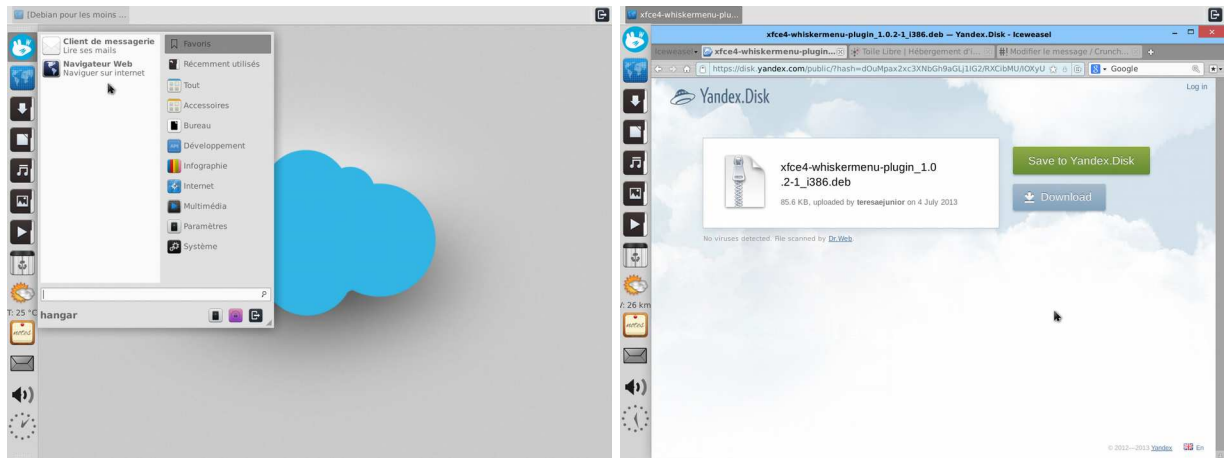 [Debian pour les moins ...
Client de messagerie
Lire ses mails
Navigateur Web
Naviguer sur internet
Favoris
Récemment utilisés
Tout
Accessoires
Bureau
Développement
Infographie
Internet
Multimédia
Paramètres
Système
hangar
T: 25 °C
notes
xfce4-whiskermenu-plu...
xfce4-whiskermenu-plugin_1.0.2-1_i386.deb — Yandex.Disk - Iceweasel
Iceweasel
xfce4-whiskermenu-plugin...
Toile Libre | Hébergement d'i...
#! Modifier le message / Crunch...
https://disk.yandex.com/public/?hash=dOuMpax2xc3XNbGh9aGLj1IG2/RXCibMU/IOXyU
Google
Yandex.Disk
Log in
xfce4-whiskermenu-plugin_1.0
.2-1_i386.deb
85.6 KB, uploaded by teresaejunior on 4 July 2013
Save to Yandex.Disk
Download
No viruses detected. File scanned by Dr.Web.
26 km
notes
© 2012—2013 Yandex
En